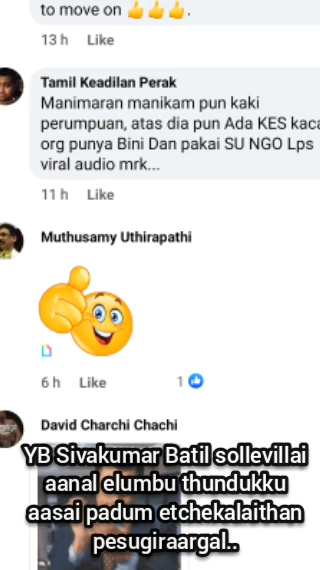 to move on 👍👍👍.
13 h Like
Tamil Keadilan Perak
Manimaran manikam pun kaki
perumpuan, atas dia pun Ada KES kaca
org punya Bini Dan pakai SU NGO Lps
viral audio mrk...
11 h Like
Muthusamy Uthirapathi
6 h Like 1
David Charchi Chachi
YB Sivakumar Batil sollevillai
aanal elumbu thundukku
aasai padum etchekalaithan
pesugiraargal..